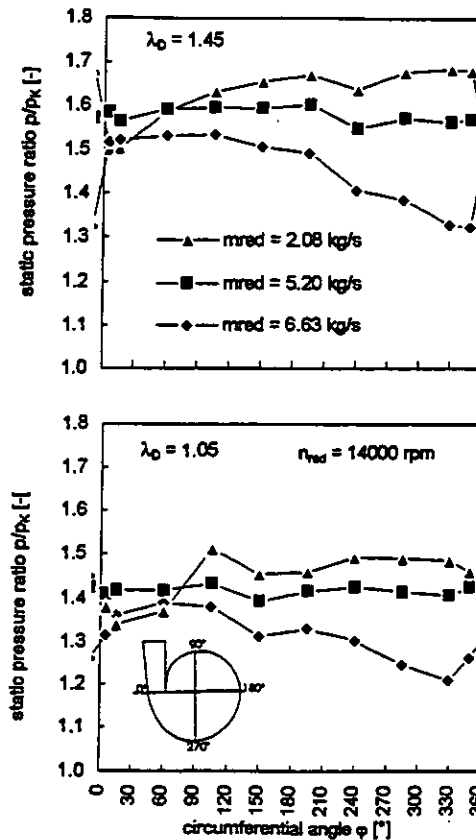 static pressure ratio p/pK [-]
1.8
1.7
1.6
1.5
1.4
1.3
1.2
1.1
1.0
λD = 1.45
mred = 2.08 kg/s
mred = 5.20 kg/s
mred = 6.63 kg/s
static pressure ratio p/pK [-[
1.8
1.7
1.6
1.5
1.4
1.3
1.2
1.1
1.0
λD = 1.05
nred = 14000 rpm
90°
0°
180°
270°
0 30 60 90 120 150 180 210 240 270 300 330 360
circumferential angle φ [°]